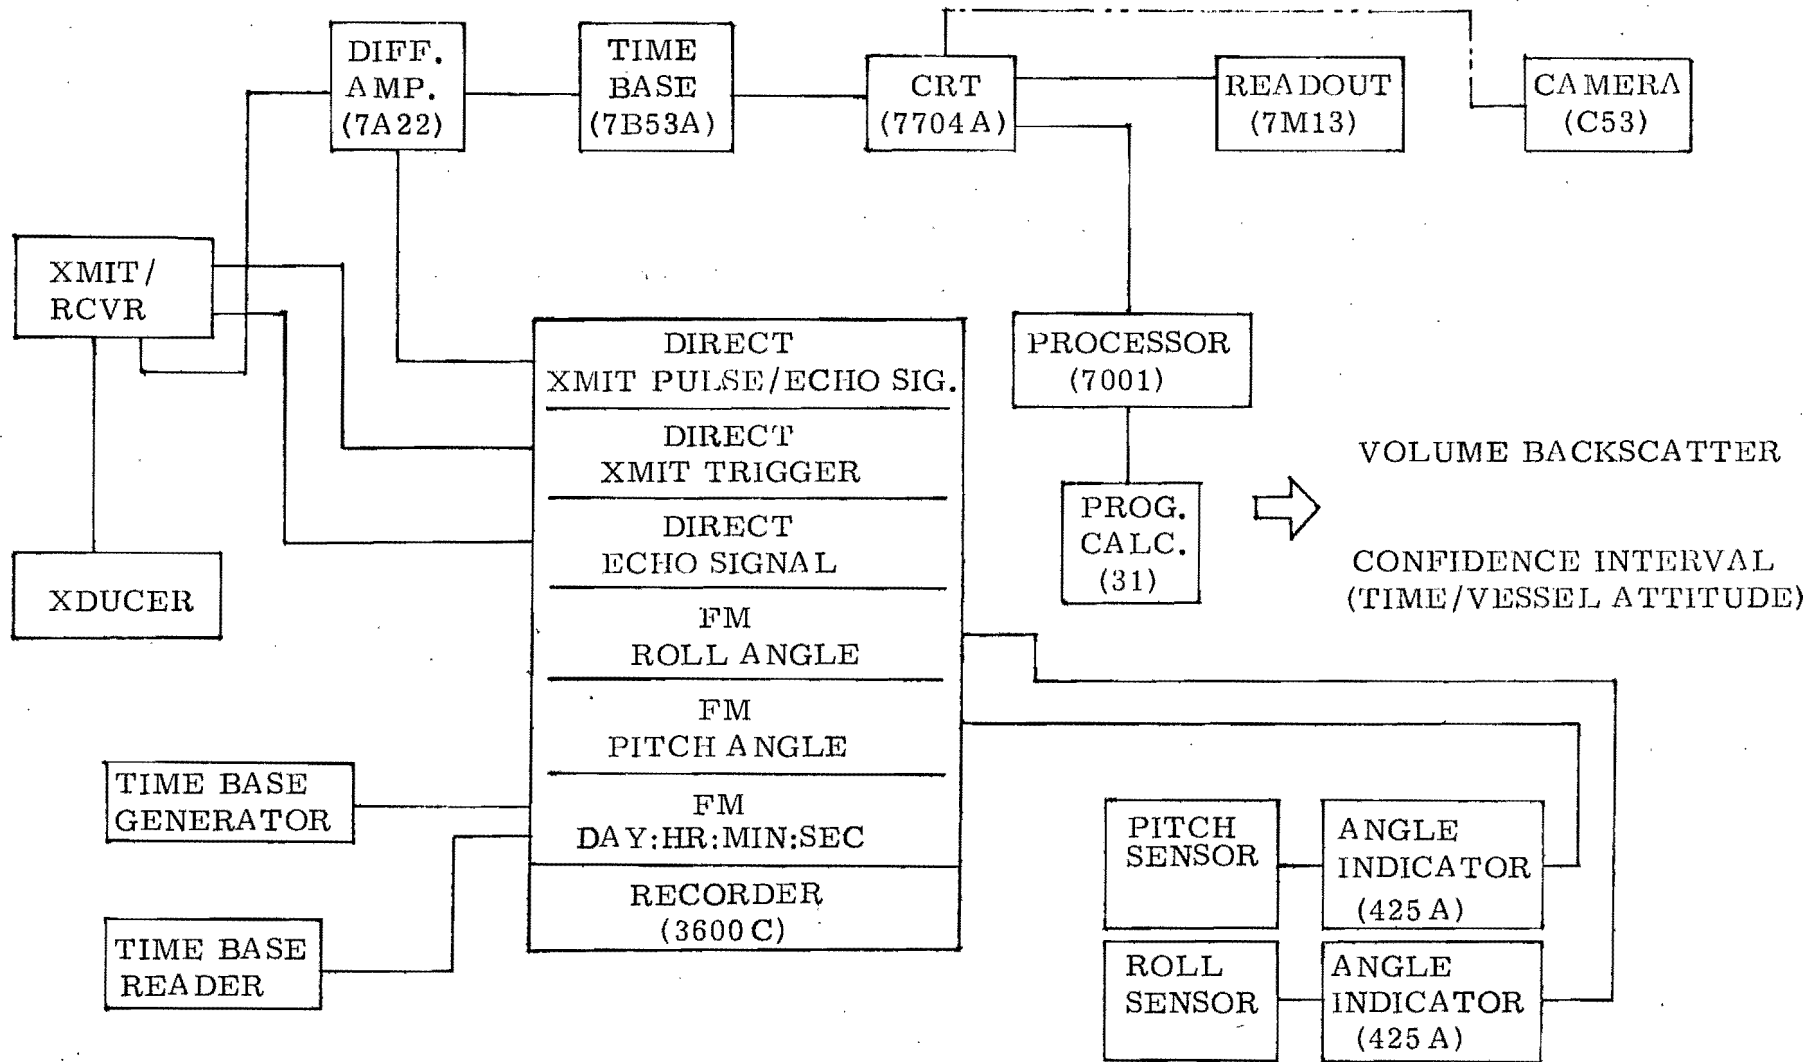 DIFF.
AMP.
(7A22)
TIME
BASE
(7B53A)
CRT
(7704A)
READOUT
(7M13)
CAMERA
(C53)
XMIT/
RCVR
XDUCER
DIRECT
XMIT PULSE/ECHO SIG.
DIRECT
XMIT TRIGGER
DIRECT
ECHO SIGNAL
FM
ROLL ANGLE
FM
PITCH ANGLE
FM
DAY:HR:MIN:SEC
RECORDER
(3600C)
PROCESSOR
(7001)
PROG.
CALC.
(31)
VOLUME BACKSCATTER
CONFIDENCE INTERVAL
(TIME/VESSEL ATTITUDE)
TIME BASE
GENERATOR
TIME BASE
READER
PITCH
SENSOR
ANGLE
INDICATOR
(425A)
ROLL
SENSOR
ANGLE
INDICATOR
(425A)